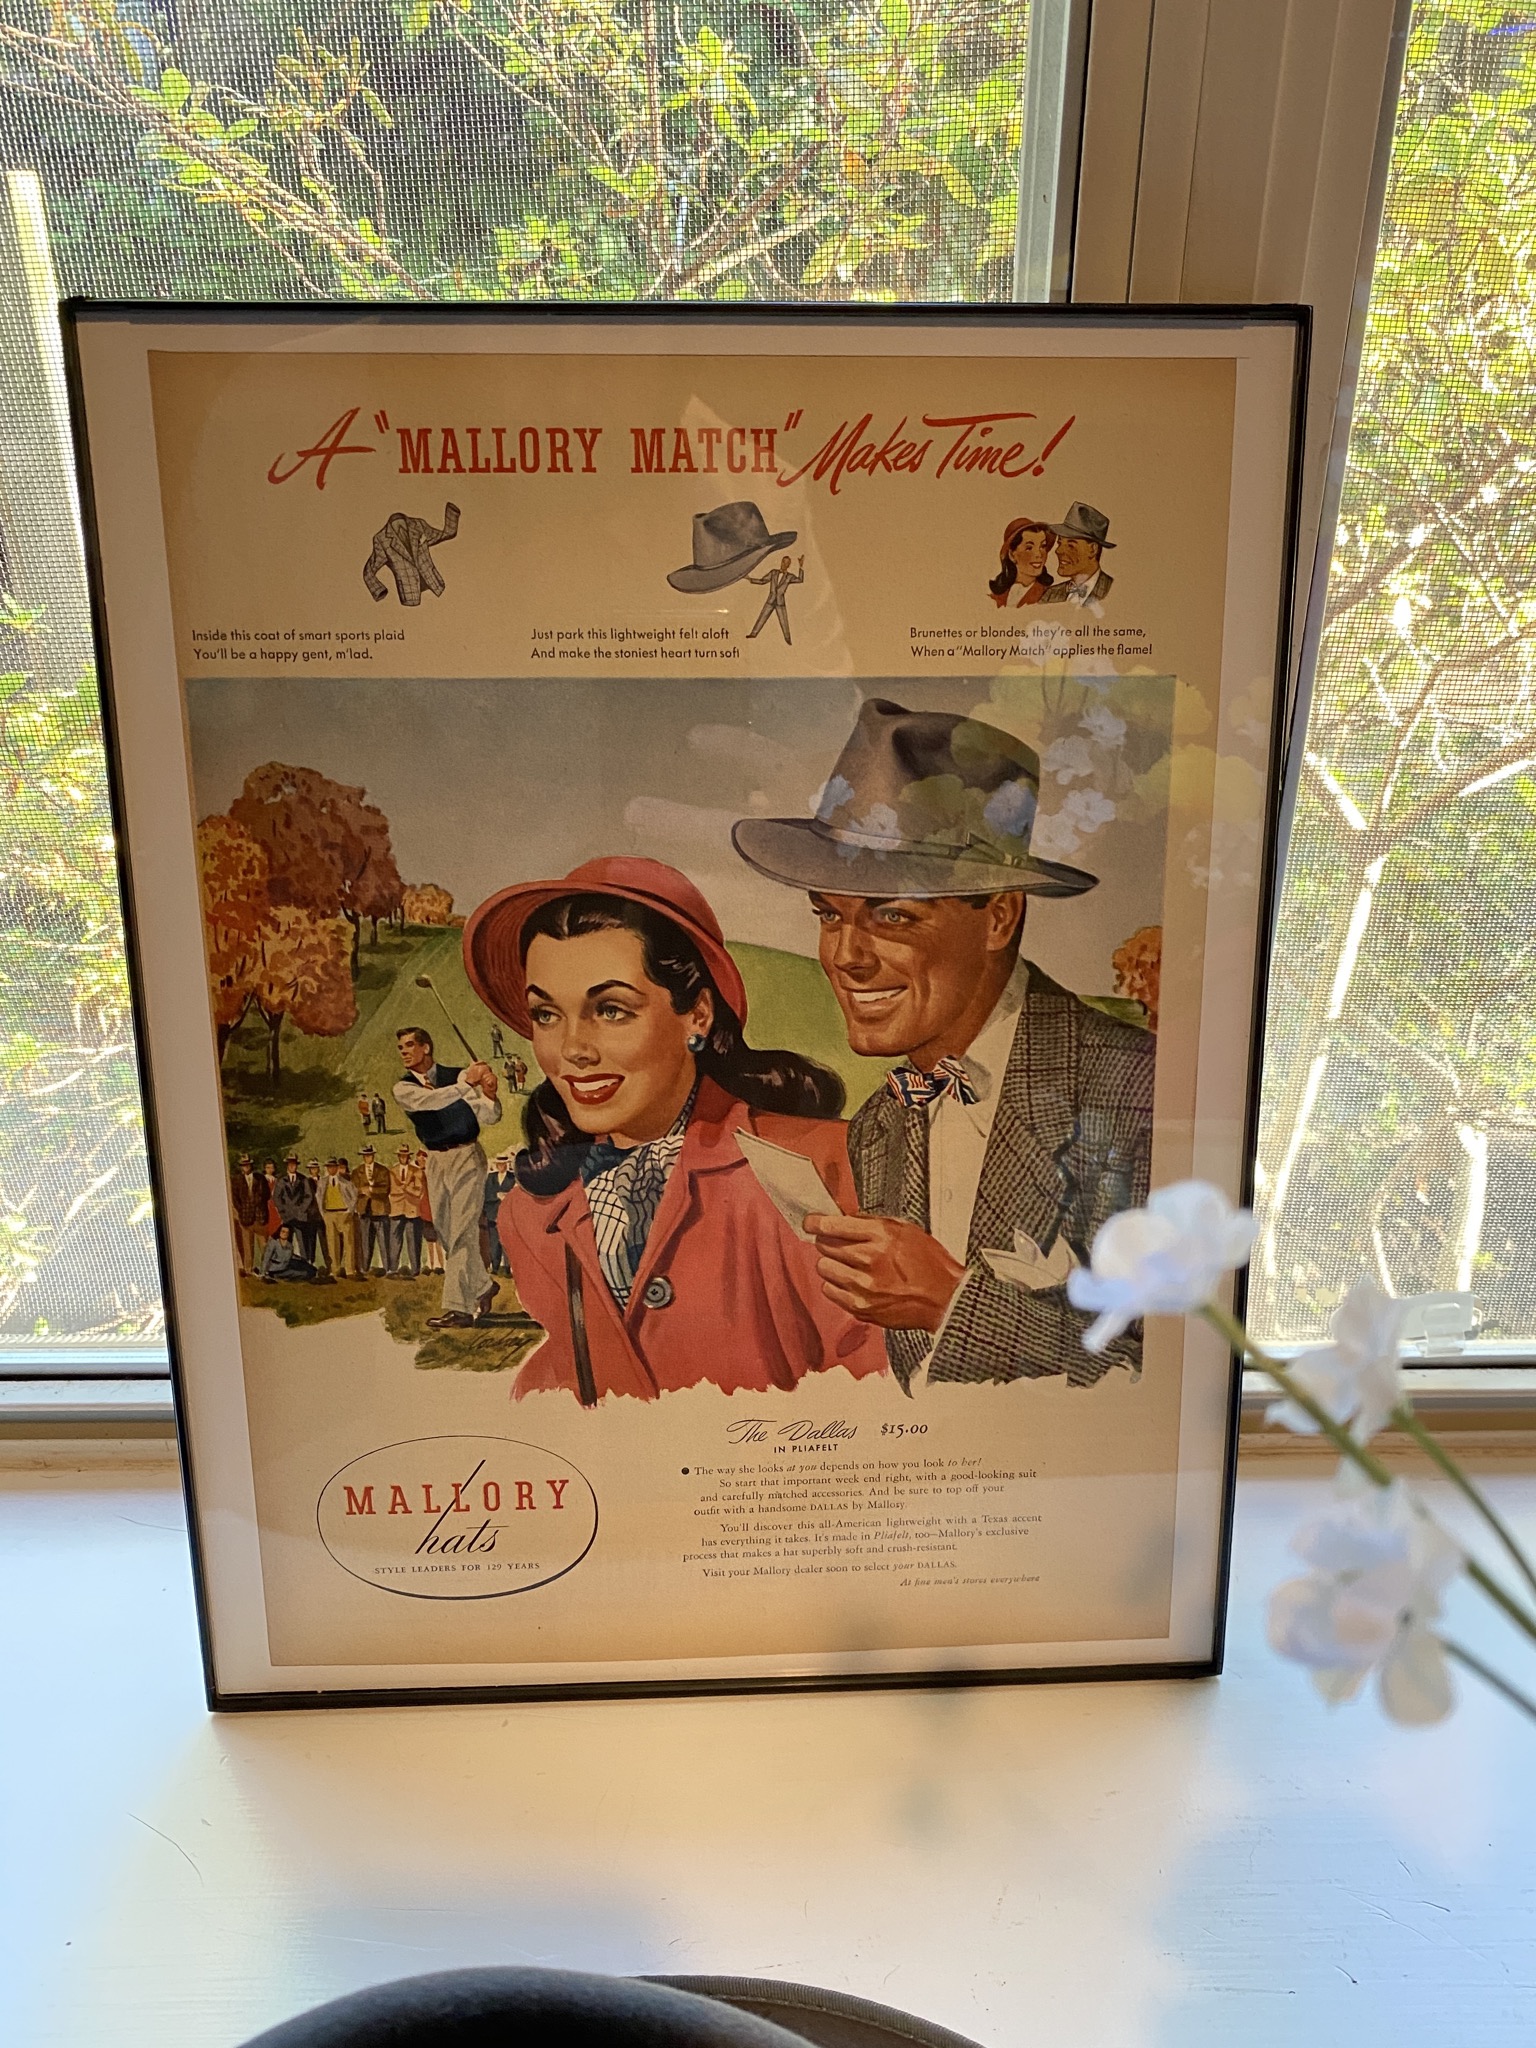 A "MALLORY MATCH" Makes Time!
Inside this coat of smart sports plaid
You'll be a happy gent, m'lad.
Just park this lightweight felt aloft
And make the stoniest heart turn soft
Brunettes or blondes, they're all the same,
When a "Mallory Match" applies the flame!
MALLORY
hats
STYLE LEADERS FOR 129 YEARS
The Dallas $15.00
IN PLIAFELT
● The way she looks at you depends on how you look to her!
So start that important week end right, with a good-looking suit
and carefully matched accessories. And be sure to top off your
outfit with a handsome DALLAS by Mallory.
You'll discover this all-American lightweight with a Texas accent
has everything it takes. It's made in Pliafelt, too—Mallory's exclusive
process that makes a hat superbly soft and crush-resistant.
Visit your Mallory dealer soon to select your DALLAS.
At fine men's stores everywhere